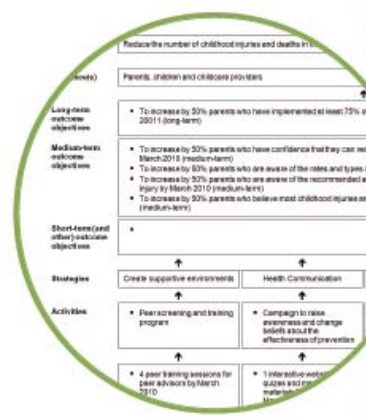 Reduce the number of childhood injuries and deaths in
Parents, children and childcare providers
Long-term
outcome
objectives
• To increase by 50% parents who have implemented at least 75% o
20011 (long-term)
Medium-term
outcome
objectives
• To increase by 50% parents who have confidence that they can re
March 2010 (medium-term)
• To increase by 50% parents who are aware of the rates and types
• To increase by 50% parents who are aware of the recommended a
injury by March 2010 (medium-term)
• To increase by 50% parents who believe most childhood injuries a
(medium-term)
Short-term (and
other) outcome
objectives
•
Strategies
Create supportive environments
Health Communication
Activities
• Peer screening and training
program
• Campaign to raise
awareness and change
beliefs about the
effectiveness of prevention
• 4 peer training sessions for
peer advisors by March
2010
• 1 interactive
quizzes and